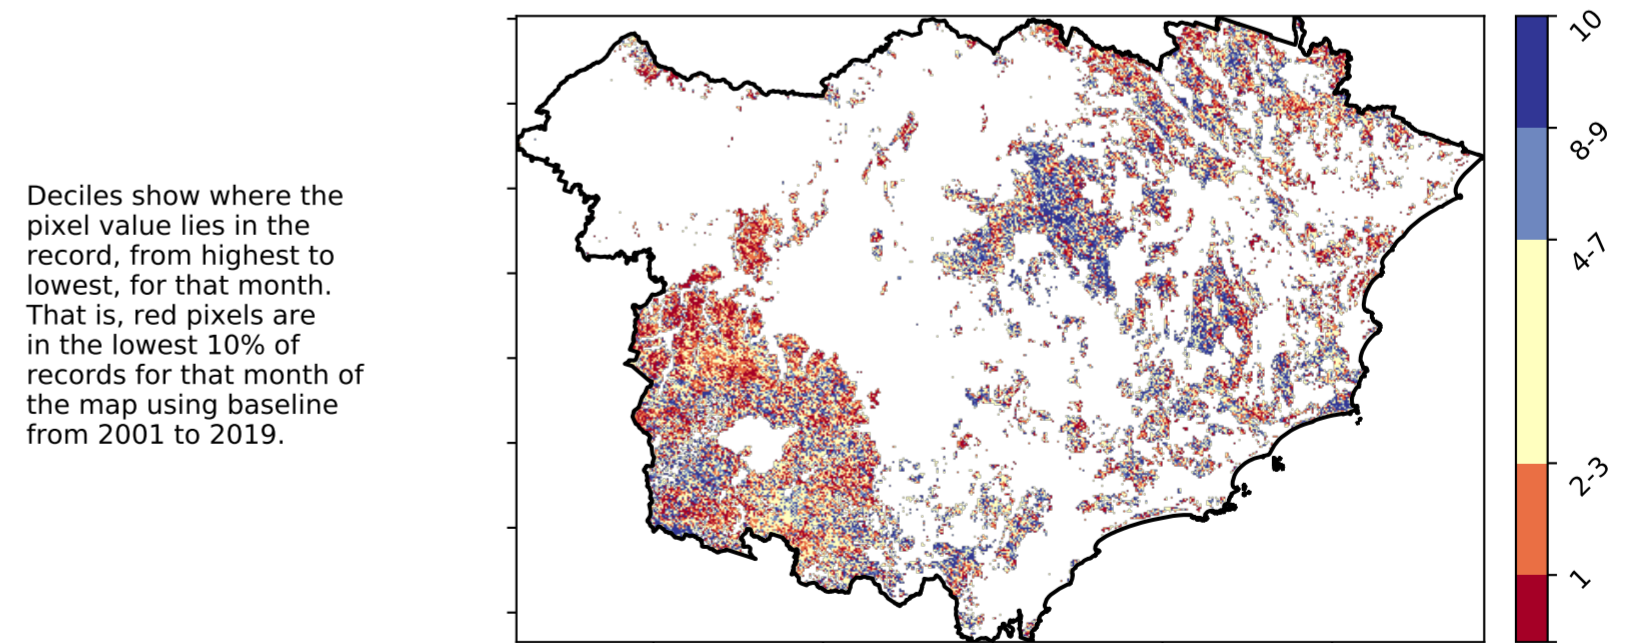 Deciles show where the
pixel value lies in the
record, from highest to
lowest, for that month.
That is, red pixels are
in the lowest 10% of
records for that month of
the map using baseline
from 2001 to 2019.
10
8-9
4-7
2-3
1